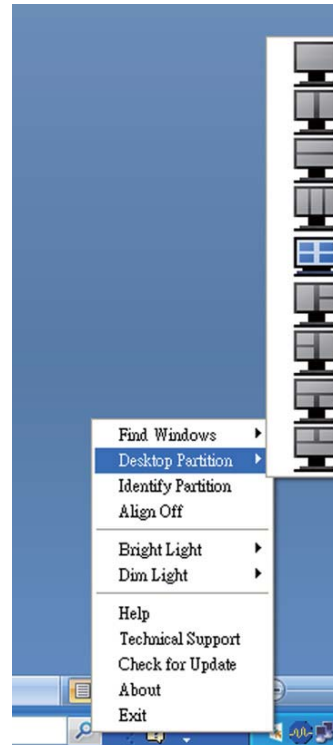 Find Windows
Desktop Partition
Identify Partition
Align Off
Bright Light
Dim Light
Help
Technical Support
Check for Update
About
Exit